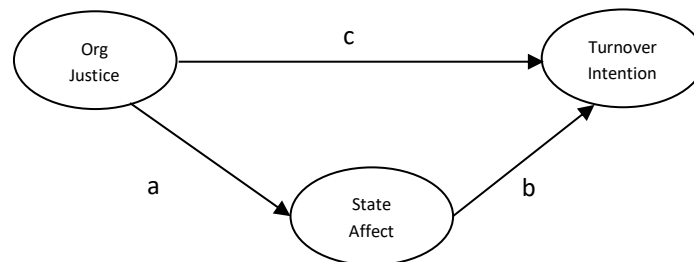 Org
Justice
c
Turnover
Intention
a
State
Affect
b